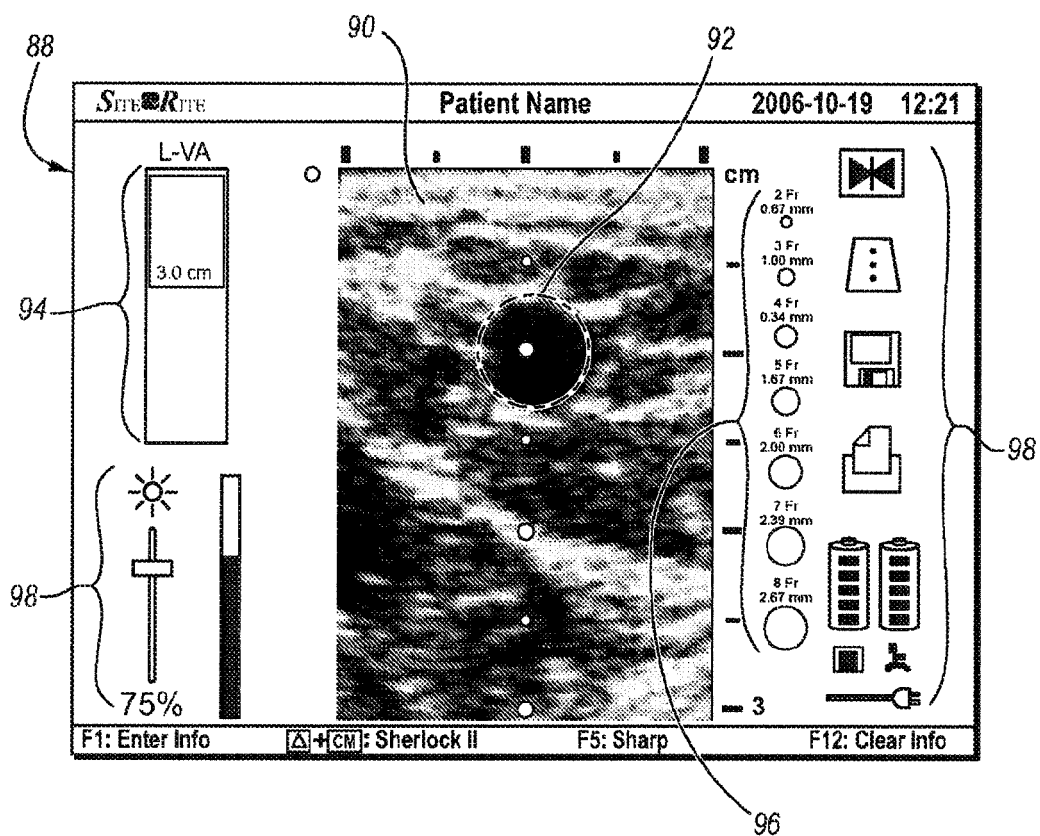 88
90
92
SITE RITE
Patient Name
2006-10-19 12:21
L-VA
3.0 cm
94
cm
2 Fr
0.67 mm
3 Fr
1.00 mm
4 Fr
0.34 mm
5 Fr
1.67 mm
6 Fr
2.00 mm
7 Fr
2.39 mm
8 Fr
2.67 mm
98
98
75%
3
F1: Enter Info
△+CM: Sherlock II
F5: Sharp
F12: Clear Info
96